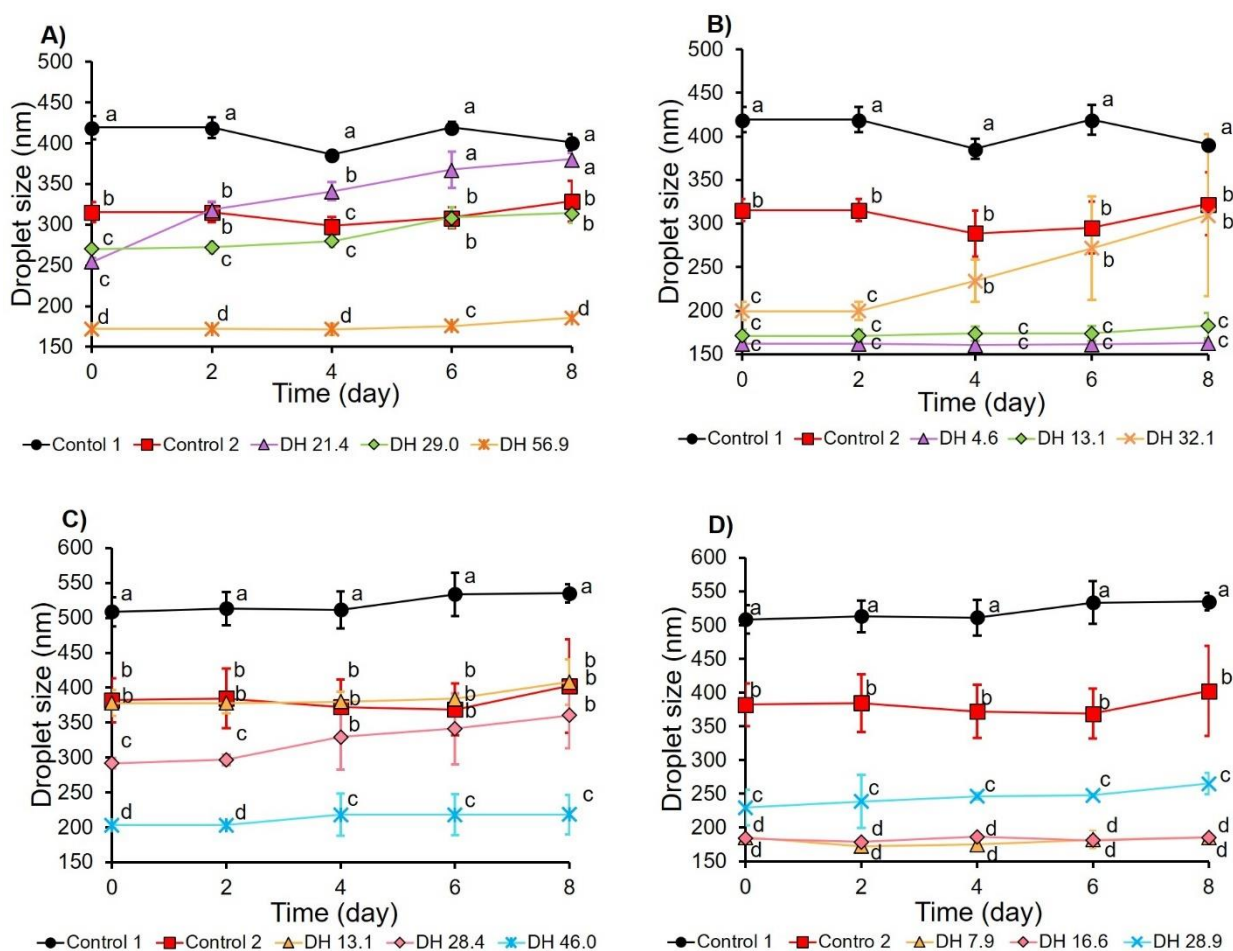 A)
Droplet size (nm)
500
450
400
350
300
250
200
150
a a a a a
b b b a a
c b c b b
c c c b b
d d d c d
0 2 4 6 8
Time (day)
Contol 1 Control 2 DH 21.4 DH 29.0 DH 56.9
B)
Droplet size (nm)
500
450
400
350
300
250
200
150
a a a a a
b b b b b
c c b b b
c c c c c
c c c c c
0 2 4 6 8
Time (day)
Control 1 Control 2 DH 4.6 DH 13.1 DH 32.1
C)
Droplet size (nm)
600
550
500
450
400
350
300
250
200
150
a a a a a
b b b b b
b b b b b
c c b b b
d d c c c
0 2 4 6 8
Time (day)
Control 1 Control 2 DH 13.1 DH 28.4 DH 46.0
D)
Droplet size (nm)
600
550
500
450
400
350
300
250
200
150
a a a a a
b b b b b
c c c c c
d d d d d
d d d d d
0 2 4 6 8
Time (day)
Control 1 Contro 2 DH 7.9 DH 16.6 DH 28.9